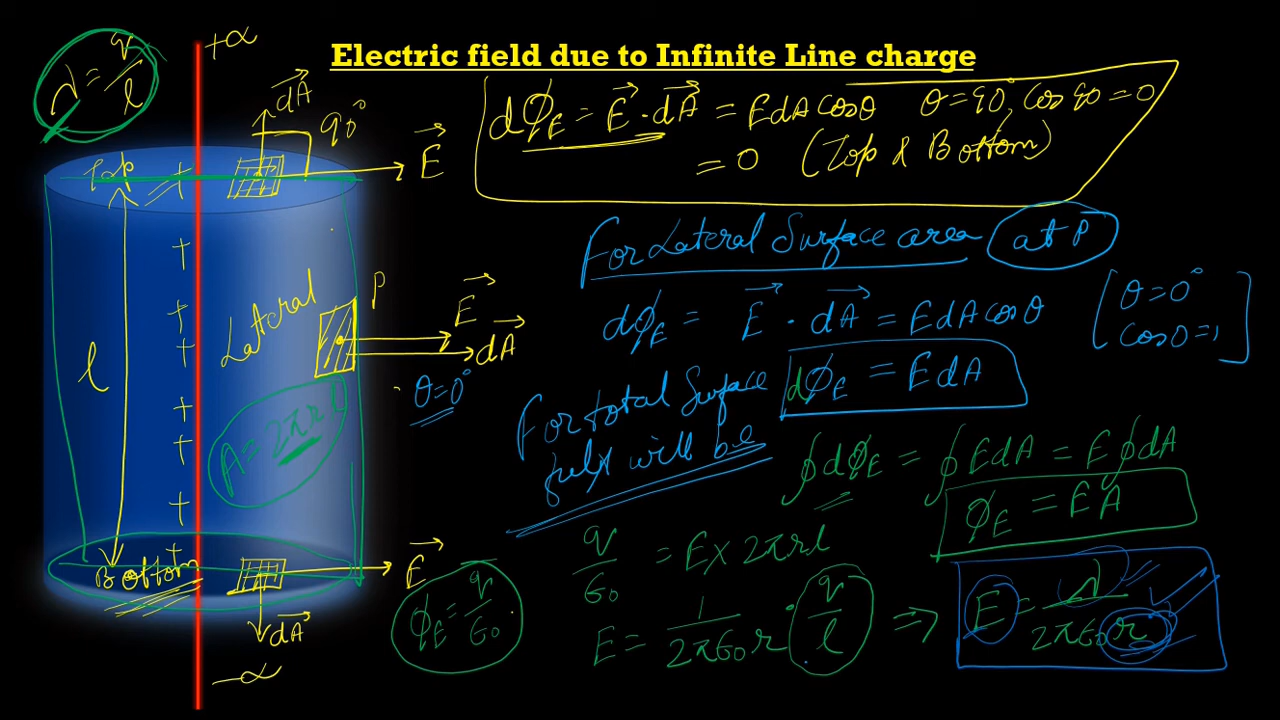 Electric field due to Infinite Line charge
λ = q/l
+∝
dA
90°
E
Top
dϕE = E · dA = EdA cosθ θ = 90°, cos 90 = 0
= 0 (Top & Bottom)
For Lateral Surface area at P
dϕE = E · dA = EdA cosθ
[θ = 0°
cos 0 = 1]
dϕE = EdA
For total Surface
will be
∮dϕE = ∮EdA = E∮dA
ϕE = EA
q/ϵ0 = E × 2πrl
E = 1/2πϵ0r · q/l ⇒ E = λ/2πϵ0r
Lateral
P
E
dA
θ = 0°
l
A = 2πrl
+
+
+
+
+
+
+
+
Bottom
E
dA
ϕE = q/ϵ0
-∝